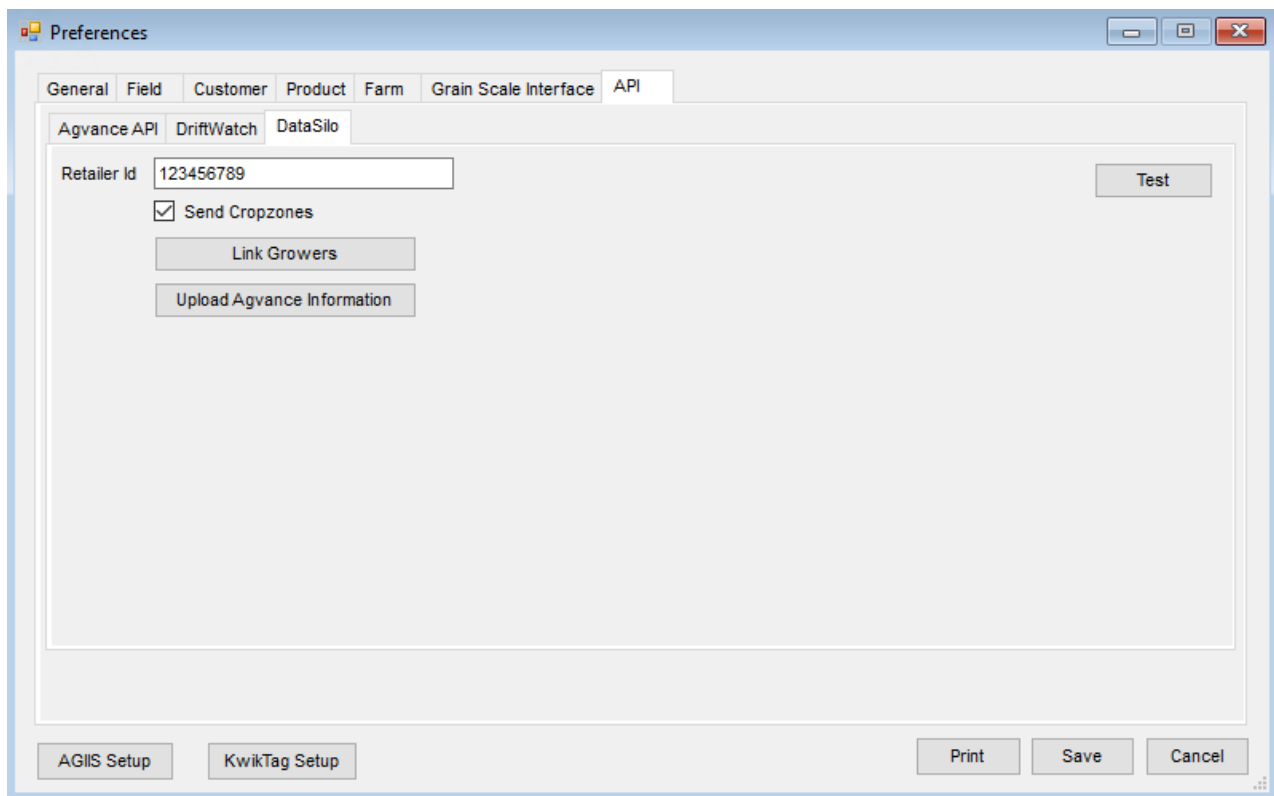 Preferences
General Field Customer Product Farm Grain Scale Interface API
Agvance API DriftWatch DataSilo
Retailer Id 123456789 Test
Send Cropzones
Link Growers
Upload Agvance Information
AGIIS Setup KwikTag Setup Print Save Cancel